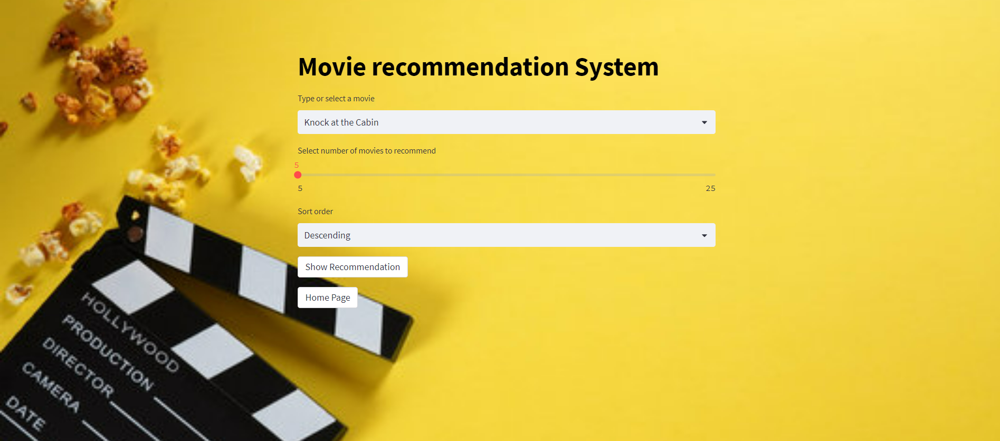 Movie recommendation System
Type or select a movie
Knock at the Cabin
Select number of movies to recommend
5
5 25
Sort order
Descending
Show Recommendation
Home Page
HOLLYWOOD
PRODUCTION
DIRECTOR
CAMERA
DATE